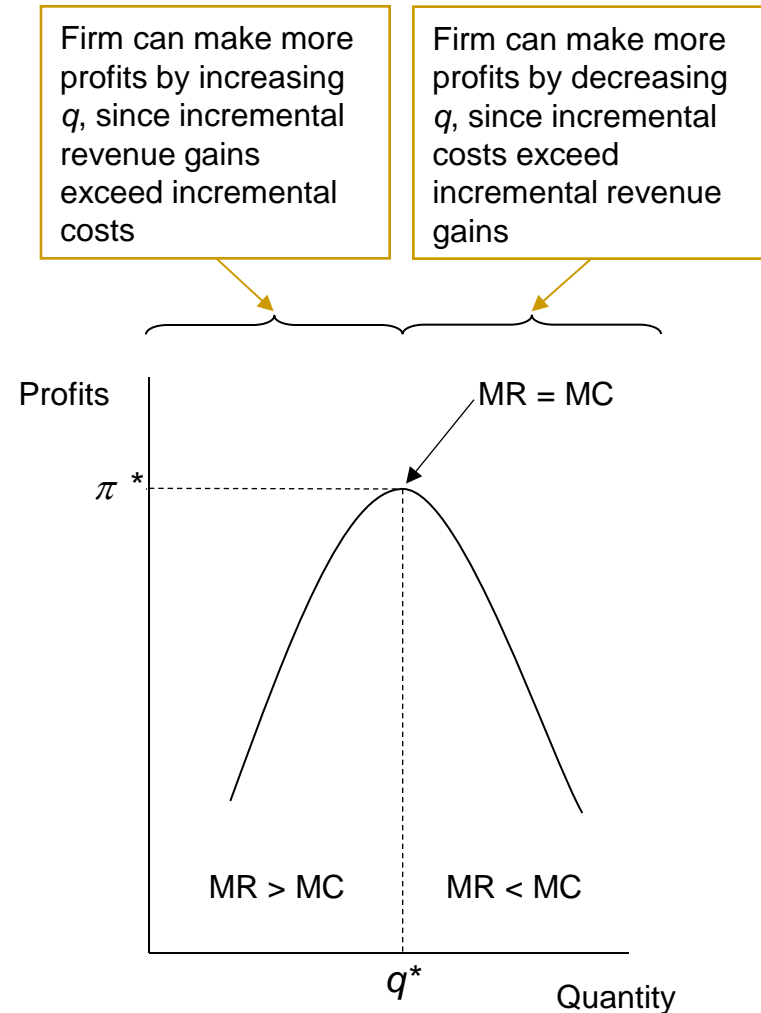 Firm can make more
profits by increasing
q, since incremental
revenue gains
exceed incremental
costs
Firm can make more
profits by decreasing
q, since incremental
costs exceed
incremental revenue
gains
Profits
MR = MC
π *
MR > MC
MR < MC
q*
Quantity